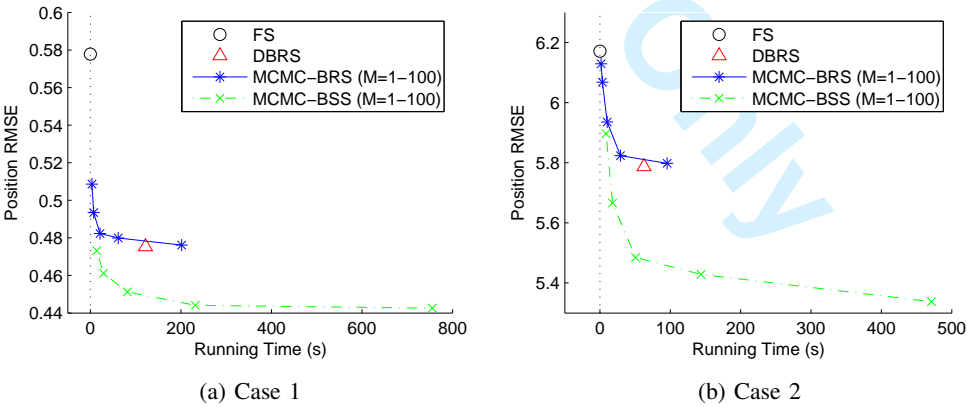 0.6
0.58
0.56
0.54
0.52
0.5
0.48
0.46
0.44
Position RMSE
0
200
400
600
800
Running Time (s)
FS
DBRS
MCMC−BRS (M=1−100)
MCMC−BSS (M=1−100)
(a) Case 1
6.2
6
5.8
5.6
5.4
Position RMSE
0
100
200
300
400
500
Running Time (s)
FS
DBRS
MCMC−BRS (M=1−100)
MCMC−BSS (M=1−100)
Only
(b) Case 2